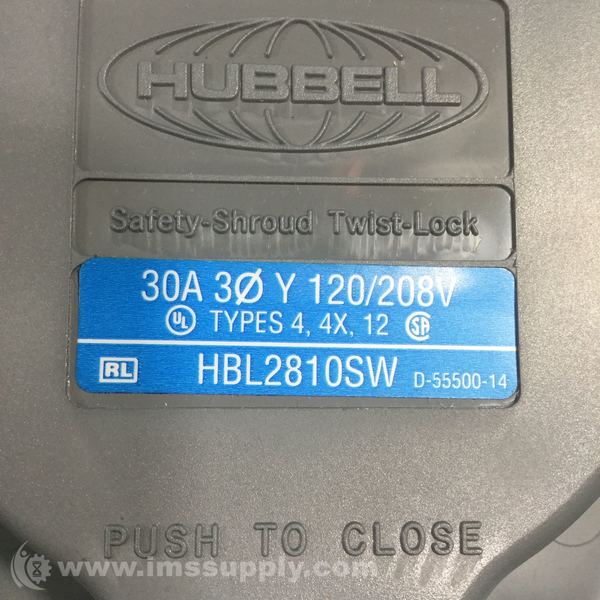 HUBBELL
Safety-Shroud Twist-Lock
30A 3Ø Y 120/208V
UL TYPES 4, 4X, 12 SA
RL HBL2810SW D-55500-14
PUSH TO CLOSE
www.imssupply.com